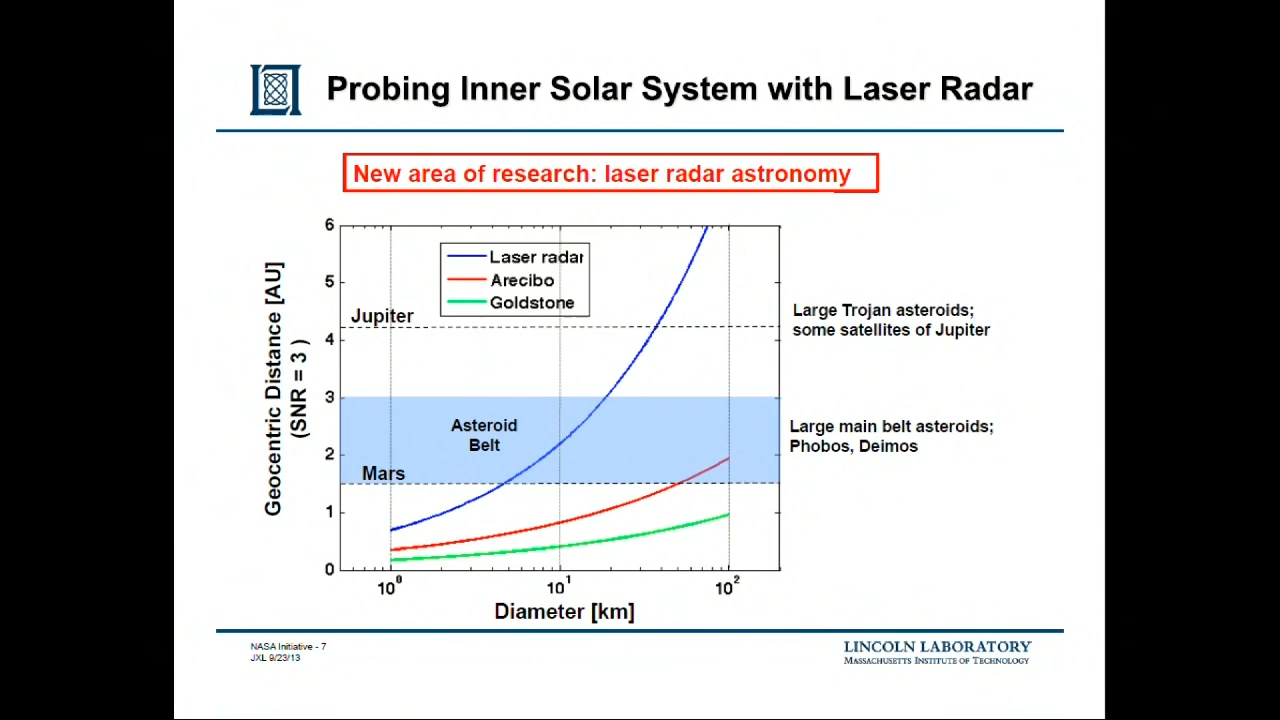 Probing Inner Solar System with Laser Radar
New area of research: laser radar astronomy
6
5
4
3
2
1
0
Geocentric Distance [AU]
(SNR = 3 )
Laser radar
Arecibo
Goldstone
Jupiter
Asteroid
Belt
Mars
Large Trojan asteroids;
some satellites of Jupiter
Large main belt asteroids;
Phobos, Deimos
10⁰
10¹
10²
Diameter [km]
NASA Initiative - 7
JXL 9/23/13
LINCOLN LABORATORY
MASSACHUSETTS INSTITUTE OF TECHNOLOGY